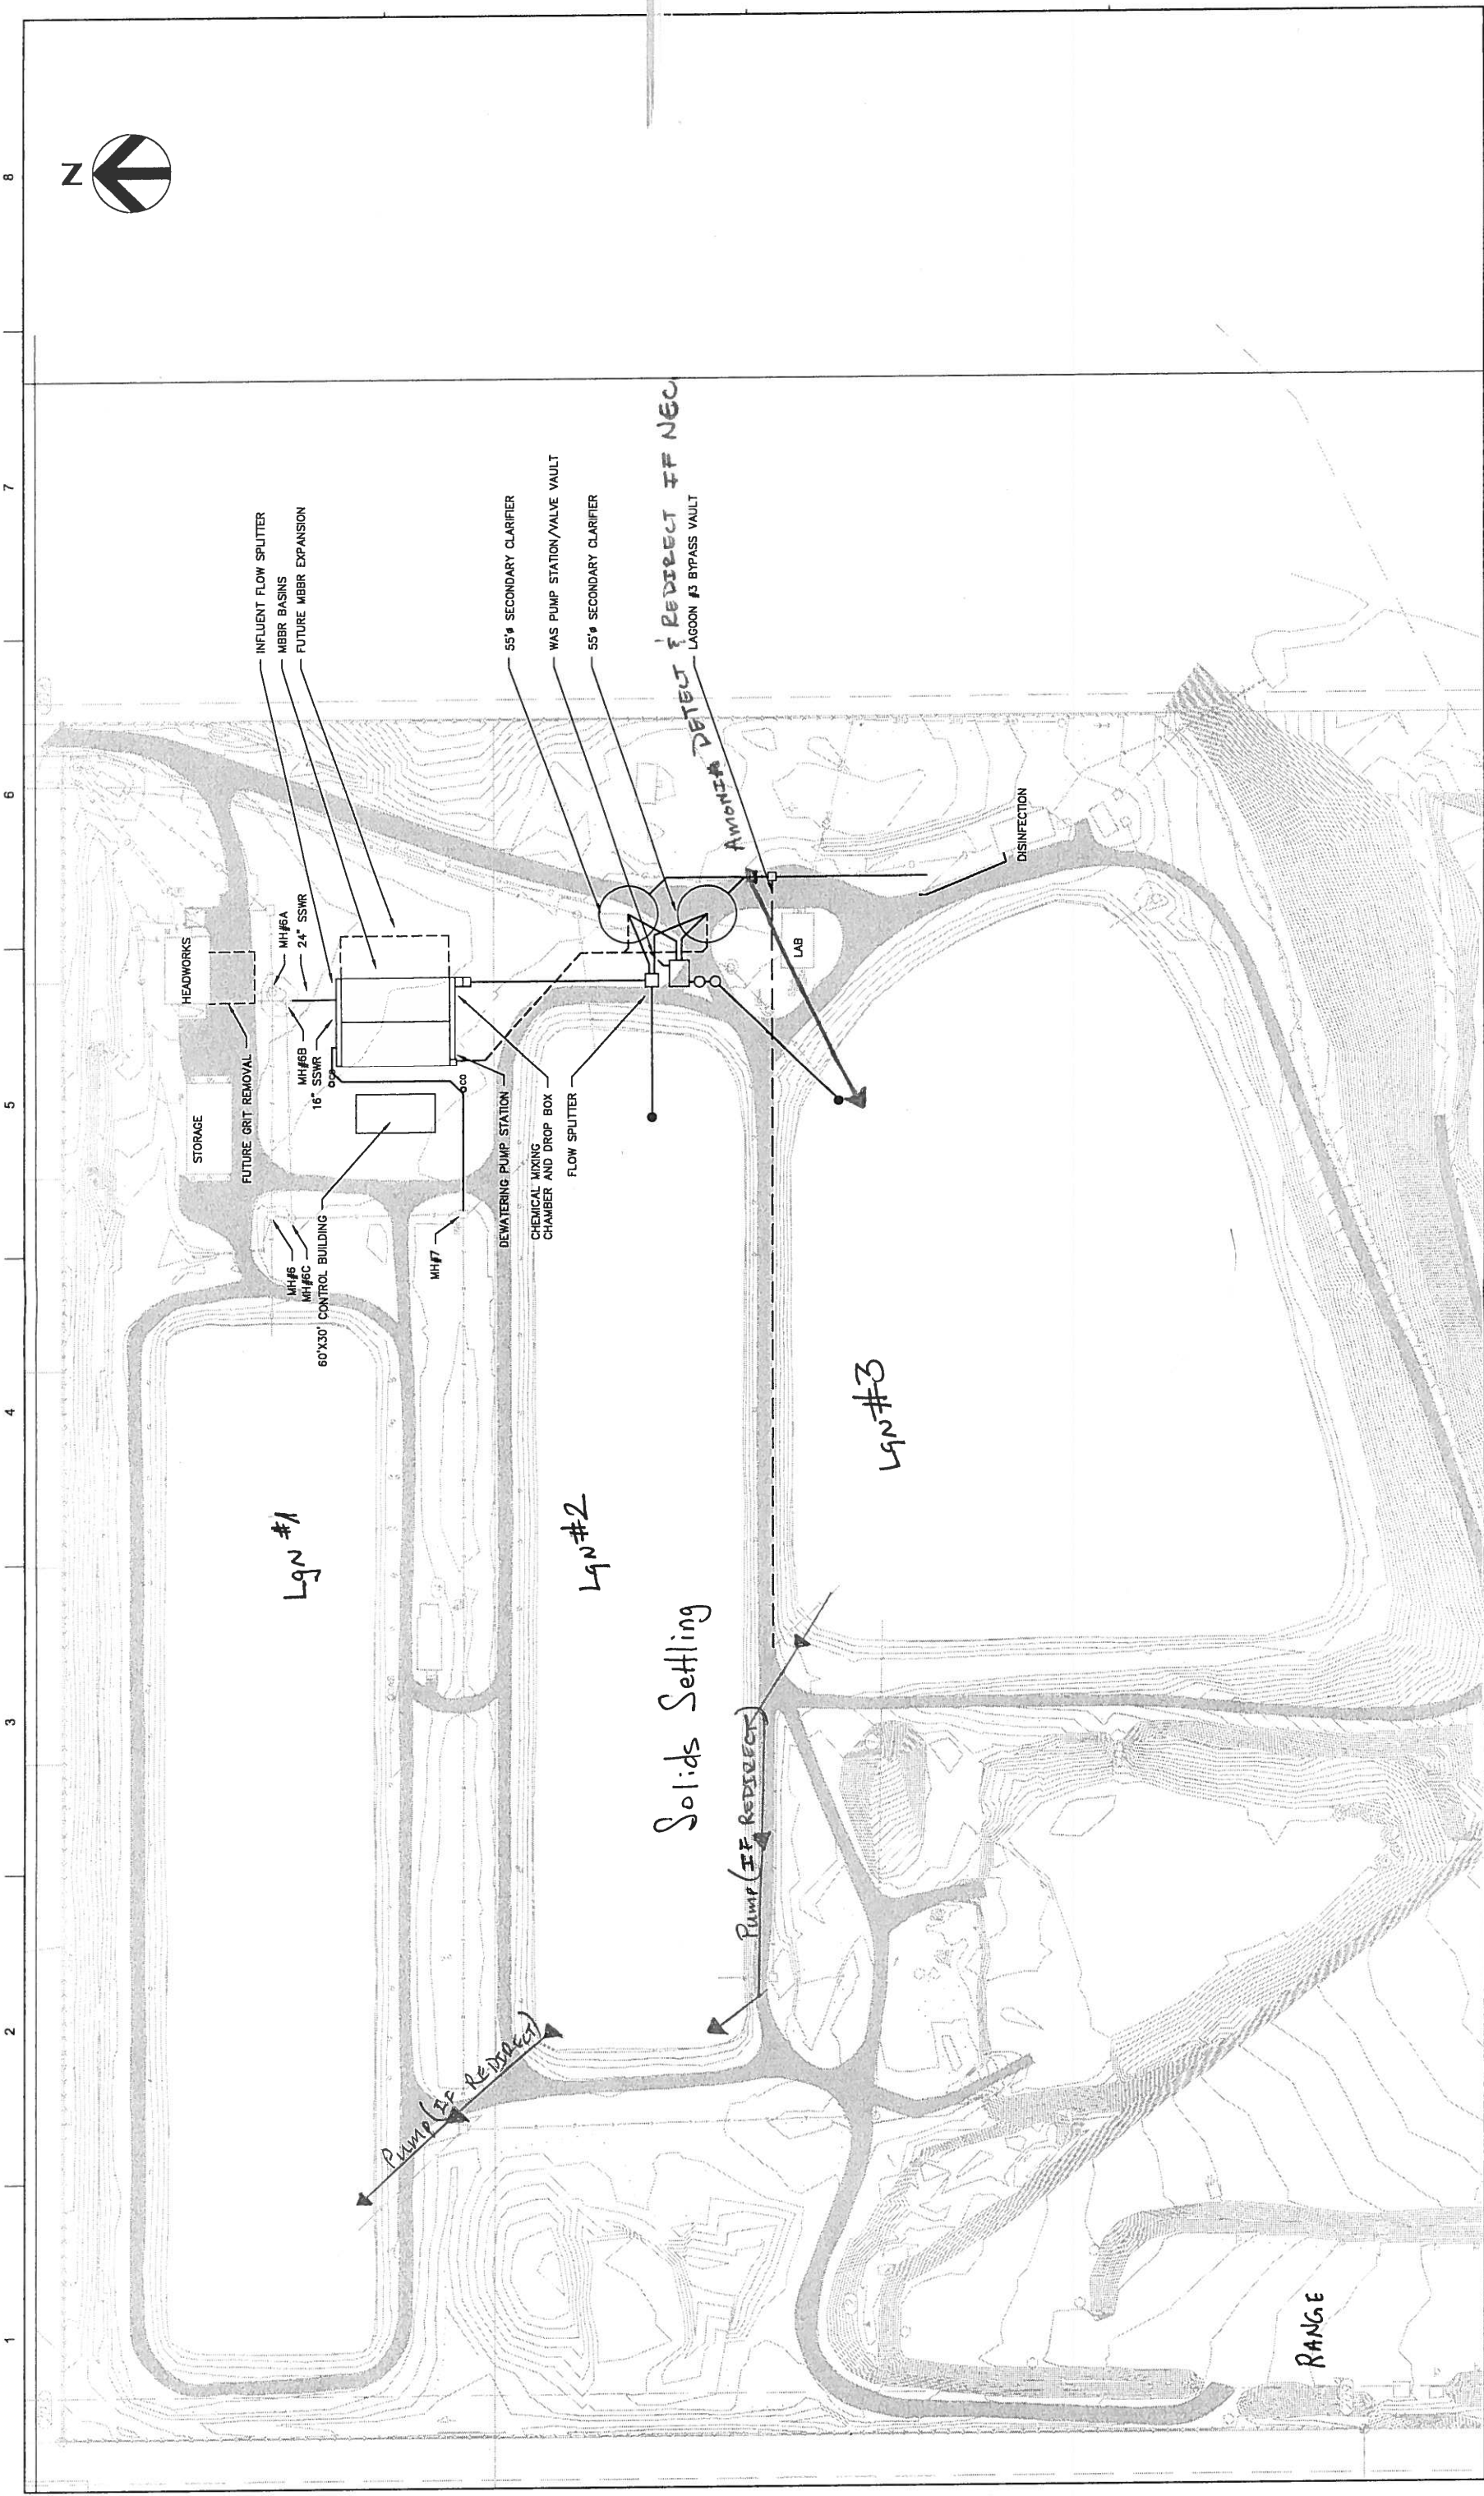 1
2
3
4
5
6
7
8
N
HEADWORKS
STORAGE
FUTURE GRIT REMOVAL
MH#6A
24" SSWR
MH#6B
16" SSWR
CO
CO
INFLUENT FLOW SPLITTER
MBBR BASINS
FUTURE MBBR EXPANSION
MH#6
MH#6C
60'X30' CONTROL BUILDING
MH#7
DEWATERING PUMP STATION
CHEMICAL MIXING
CHAMBER AND DROP BOX
FLOW SPLITTER
55'ø SECONDARY CLARIFIER
WAS PUMP STATION/VALVE VAULT
55'ø SECONDARY CLARIFIER
AMONIA DETECT & REDIRECT IF NEC
LAGOON #3 BYPASS VAULT
LAB
DISINFECTION
Lgn #1
Lgn #2
Solids Settling
Lgn #3
Pump (IF REDIRECT)
Pump (IF REDIRECT)
RANGE